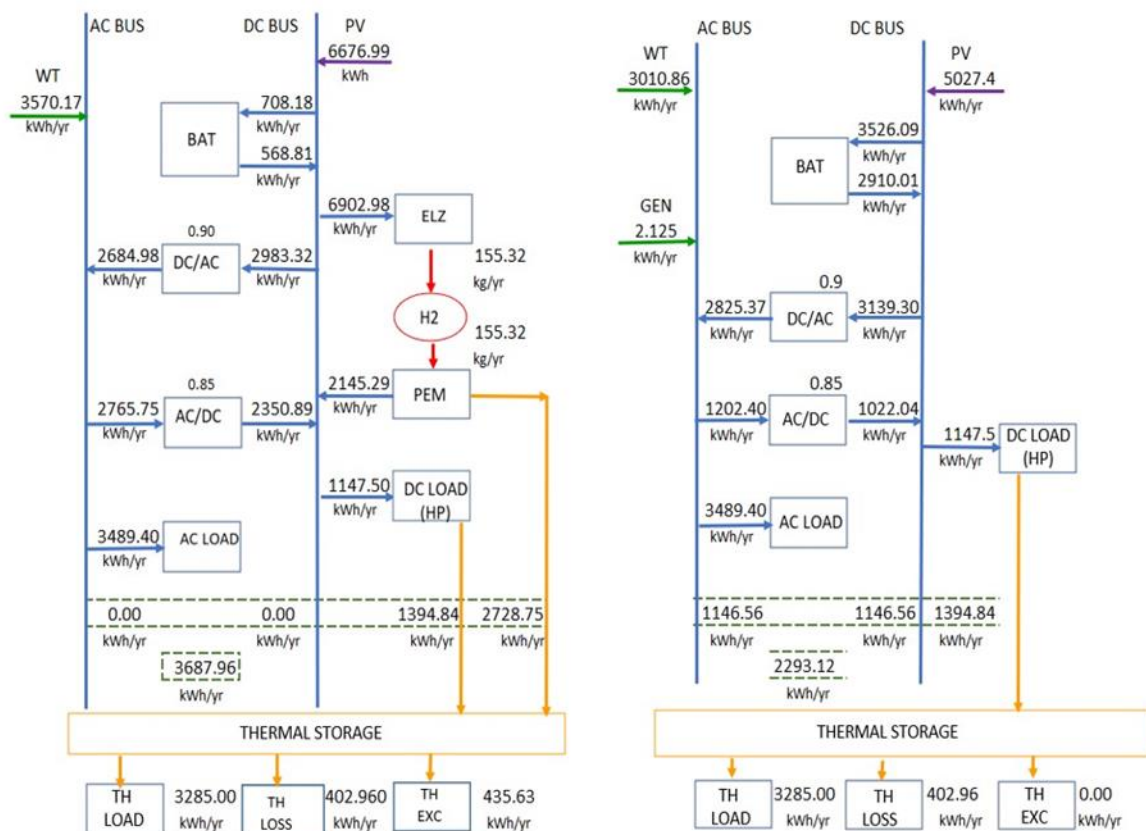 AC BUS
DC BUS
PV
6676.99
kWh
WT
3570.17
kWh/yr
708.18
kWh/yr
BAT
568.81
kWh/yr
6902.98
kWh/yr
ELZ
0.90
2684.98
kWh/yr
DC/AC
2983.32
kWh/yr
155.32
kg/yr
H2
155.32
kg/yr
0.85
2765.75
kWh/yr
AC/DC
2350.89
kWh/yr
2145.29
kWh/yr
PEM
1147.50
kWh/yr
DC LOAD
(HP)
3489.40
kWh/yr
AC LOAD
0.00
kWh/yr
0.00
kWh/yr
1394.84
kWh/yr
2728.75
kWh/yr
3687.96
kWh/yr
THERMAL STORAGE
TH
LOAD
3285.00
kWh/yr
TH
LOSS
402.960
kWh/yr
TH
EXC
435.63
kWh/yr
AC BUS
DC BUS
WT
3010.86
kWh/yr
PV
5027.4
kWh/yr
3526.09
kWh/yr
BAT
2910.01
kWh/yr
GEN
2.125
kWh/yr
0.9
2825.37
kWh/yr
DC/AC
3139.30
kWh/yr
0.85
1202.40
kWh/yr
AC/DC
1022.04
kWh/yr
1147.5
kWh/yr
DC LOAD
(HP)
3489.40
kWh/yr
AC LOAD
1146.56
kWh/yr
1146.56
kWh/yr
1394.84
kWh/yr
2293.12
kWh/yr
THERMAL STORAGE
TH
LOAD
3285.00
kWh/yr
TH
LOSS
402.96
kWh/yr
TH
EXC
0.00
kWh/yr